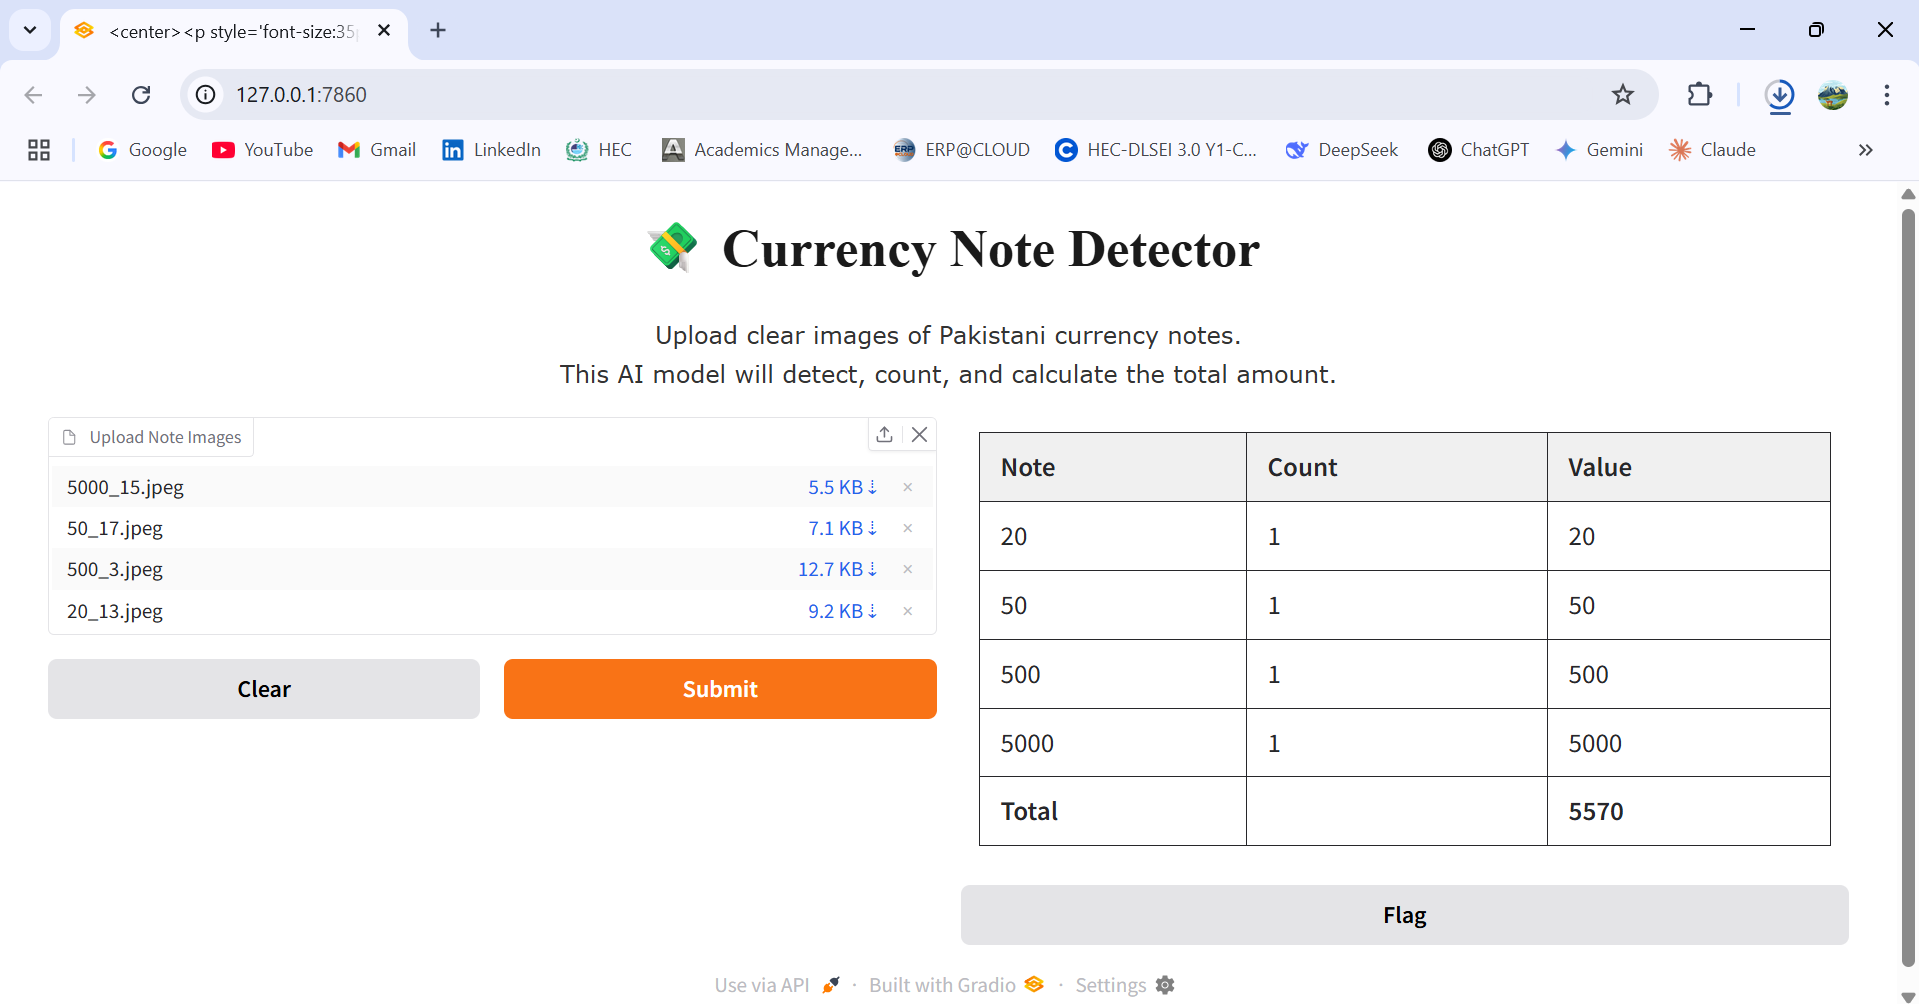 <center><p style='font-size:35p
127.0.0.1:7860
Google YouTube Gmail LinkedIn HEC Academics Manage... ERP@CLOUD HEC-DLSEI 3.0 Y1-C... DeepSeek ChatGPT Gemini Claude
Currency Note Detector
Upload clear images of Pakistani currency notes.
This AI model will detect, count, and calculate the total amount.
Upload Note Images
5000_15.jpeg 5.5 KB ⇣ ×
50_17.jpeg 7.1 KB ⇣ ×
500_3.jpeg 12.7 KB ⇣ ×
20_13.jpeg 9.2 KB ⇣ ×
Clear Submit
Note Count Value
20 1 20
50 1 50
500 1 500
5000 1 5000
Total 5570
Flag
Use via API · Built with Gradio · Settings